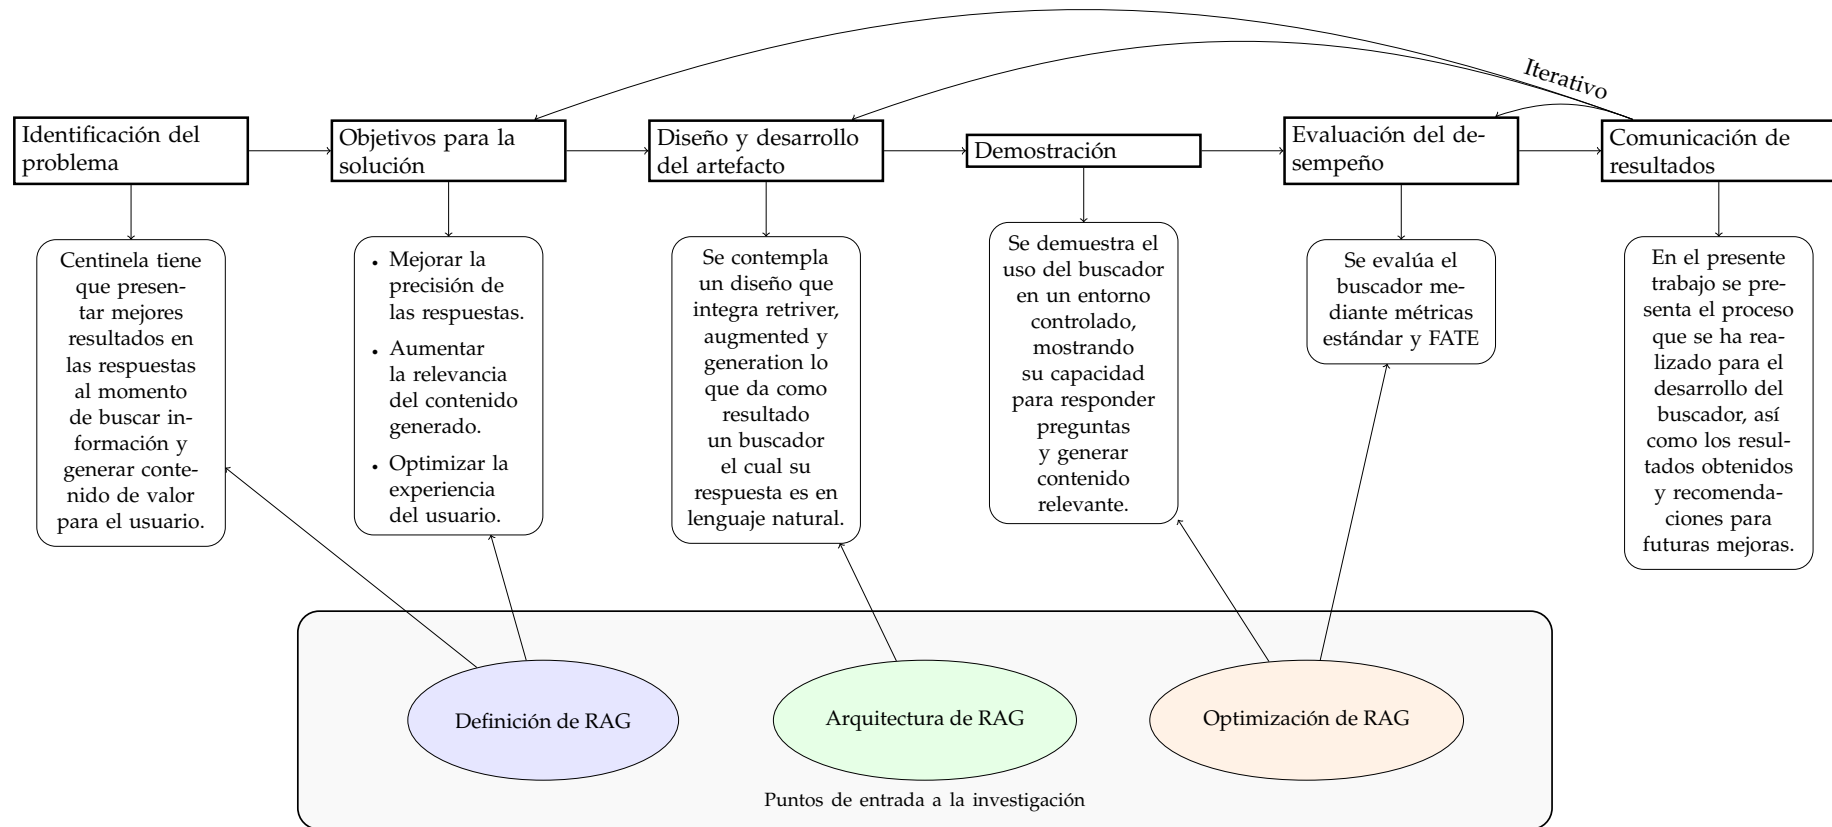 Iterativo
Identificación del
problema
Objetivos para la
solución
Diseño y desarrollo
del artefacto
Demostración
Evaluación del de-
sempeño
Comunicación de
resultados
Centinela tiene
que presen-
tar mejores
resultados en
las respuestas
al momento
de buscar in-
formación y
generar conte-
nido de valor
para el usuario.
• Mejorar la
precisión de
las respuestas.
• Aumentar
la relevancia
del contenido
generado.
• Optimizar la
experiencia
del usuario.
Se contempla
un diseño que
integra retriver,
augmented y
generation lo
que da como
resultado
un buscador
el cual su
respuesta es en
lenguaje natural.
Se demuestra el
uso del buscador
en un entorno
controlado,
mostrando
su capacidad
para responder
preguntas
y generar
contenido
relevante.
Se evalúa el
buscador me-
diante métricas
estándar y FATE
En el presente
trabajo se pre-
senta el proceso
que se ha rea-
lizado para el
desarrollo del
buscador, así
como los resul-
tados obtenidos
y recomenda-
ciones para
futuras mejoras.
Definición de RAG
Arquitectura de RAG
Optimización de RAG
Puntos de entrada a la investigación